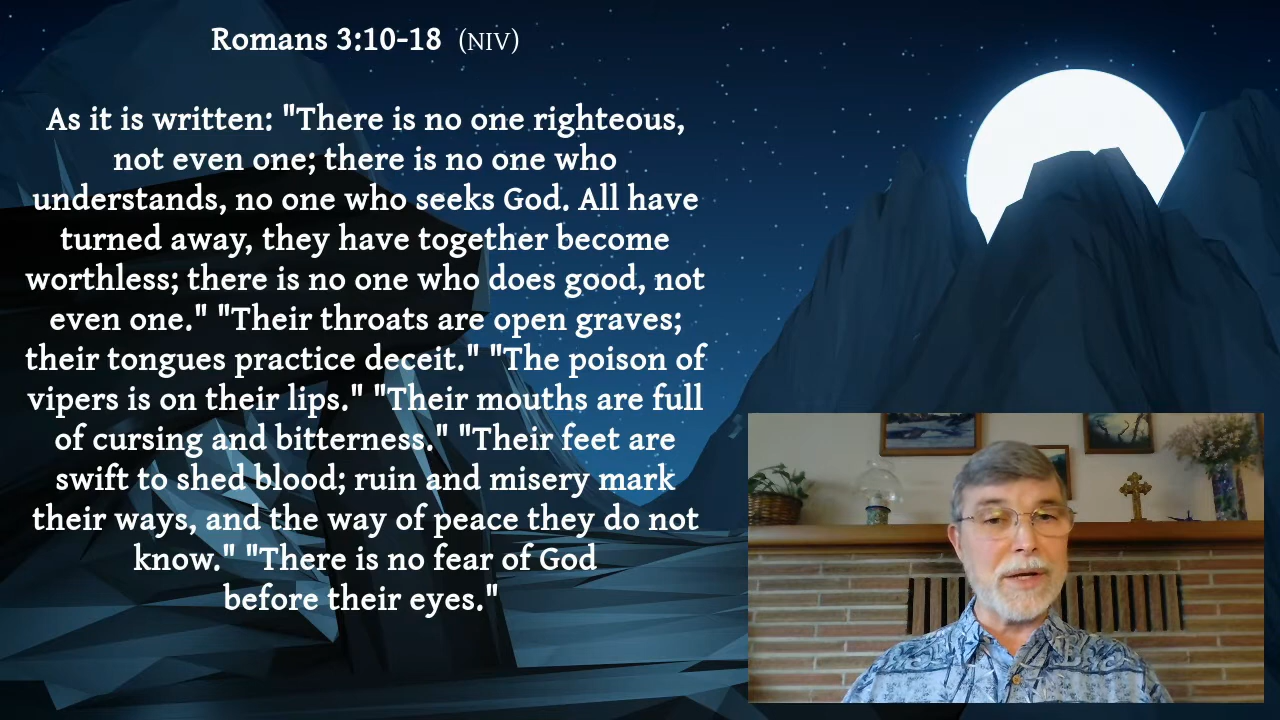 Romans 3:10-18 (NIV)
As it is written: "There is no one righteous,
not even one; there is no one who
understands, no one who seeks God. All have
turned away, they have together become
worthless; there is no one who does good, not
even one." "Their throats are open graves;
their tongues practice deceit." "The poison of
vipers is on their lips." "Their mouths are full
of cursing and bitterness." "Their feet are
swift to shed blood; ruin and misery mark
their ways, and the way of peace they do not
know." "There is no fear of God
before their eyes."